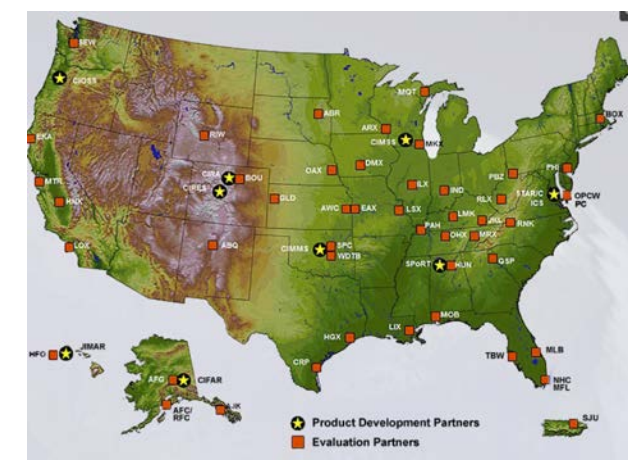 SEW
CIOSS
MQT
ABR
BOX
ARX
EKA
RIW
CIMSS
MKX
DMX
OAX
CIRA
BOU
CIRES
PBZ
PHI
MTR
ILX
IND
RLX
STAR/C
ICS
OPCW
PC
GLD
HNX
AWC
EAX
LSX
LMK
JKL
RNK
PAH
OHX
MRX
LOX
ABQ
CIMMS
SPC
WDTB
SPoRT
HUN
GSP
MOB
LIX
HGX
JIMAR
HFO
TBW
MLB
CRP
AFG
CIFAR
NHC
MFL
AFC/
RFC
AJK
SJU
Product Development Partners
Evaluation Partners